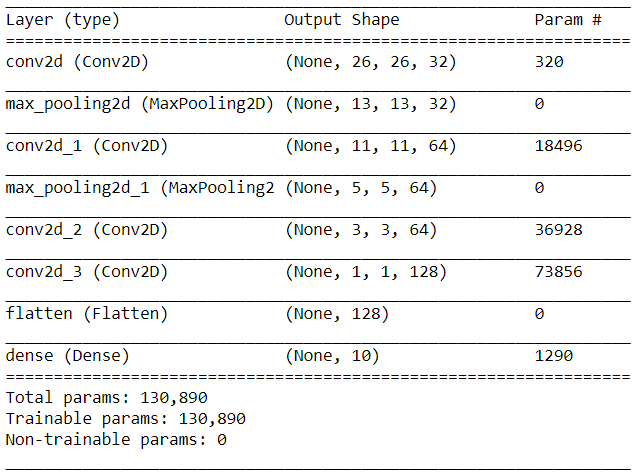 Layer (type) Output Shape Param #
=================================================================
conv2d (Conv2D) (None, 26, 26, 32) 320
max_pooling2d (MaxPooling2D) (None, 13, 13, 32) 0
conv2d_1 (Conv2D) (None, 11, 11, 64) 18496
max_pooling2d_1 (MaxPooling2 (None, 5, 5, 64) 0
conv2d_2 (Conv2D) (None, 3, 3, 64) 36928
conv2d_3 (Conv2D) (None, 1, 1, 128) 73856
flatten (Flatten) (None, 128) 0
dense (Dense) (None, 10) 1290
=================================================================
Total params: 130,890
Trainable params: 130,890
Non-trainable params: 0